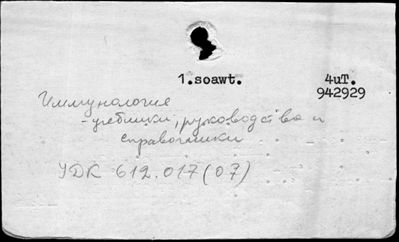 1.soawt. 4uT.
942929
Иммунология
-учебники, руководства и
справочники
УДК 612.017(07)